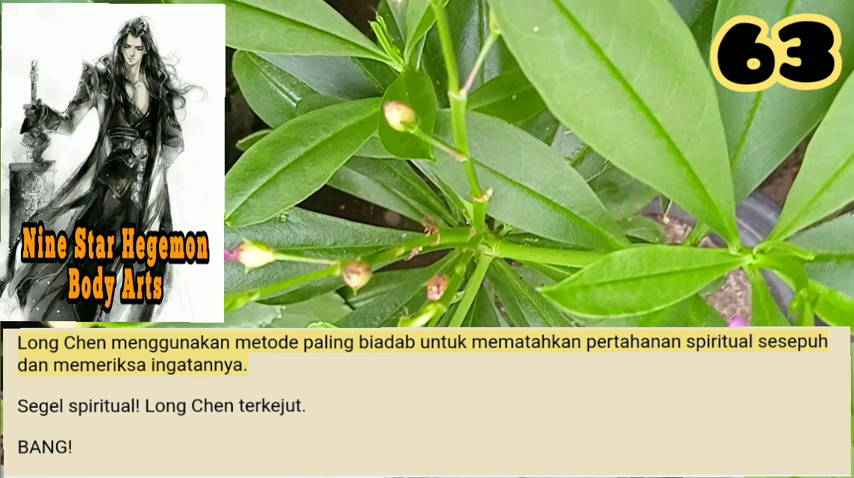 63
Nine Star Hegemon
Body Arts
Long Chen menggunakan metode paling biadab untuk mematahkan pertahanan spiritual sesepuh
dan memeriksa ingatannya.
Segel spiritual! Long Chen terkejut.
BANG!